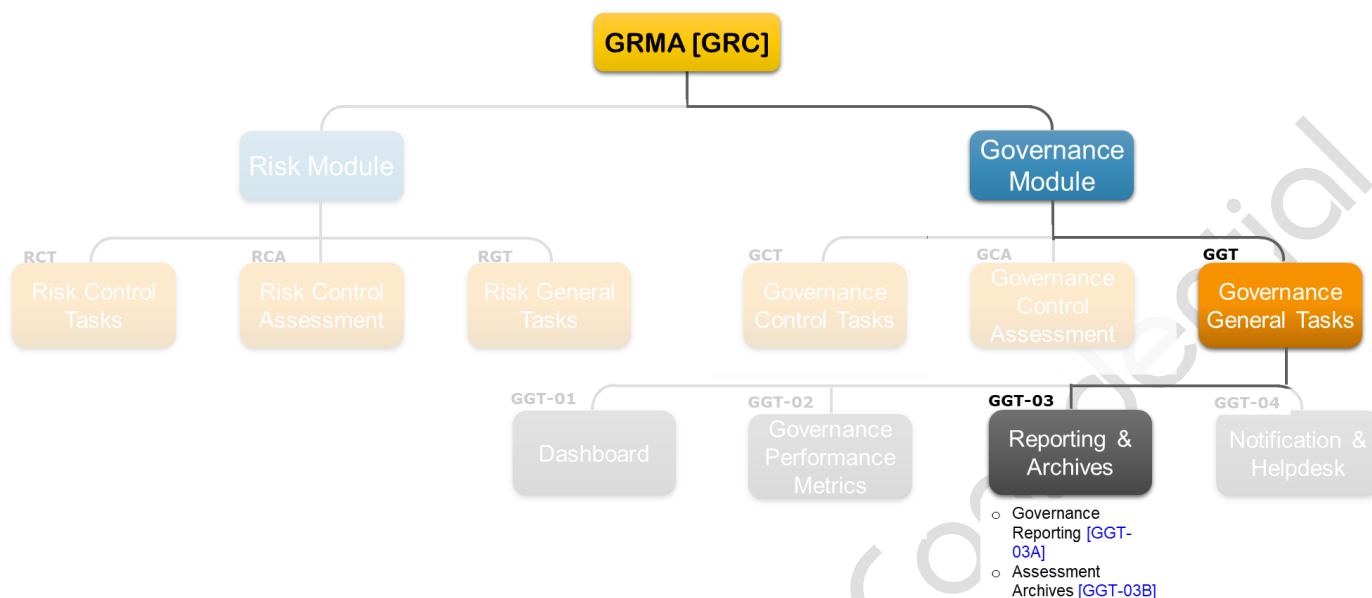 GRMA [GRC]
Risk Module
Governance
Module
RCT
RCA
RGT
GCT
GCA
GGT
Risk Control
Tasks
Risk Control
Assessment
Risk General
Tasks
Governance
Control Tasks
Governance
Control
Assessment
Governance
General Tasks
GGT-01
GGT-02
GGT-03
GGT-04
Dashboard
Governance
Performance
Metrics
Reporting &
Archives
Notification &
Helpdesk
○ Governance
Reporting [GGT-
03A]
○ Assessment
Archives [GGT-03B]